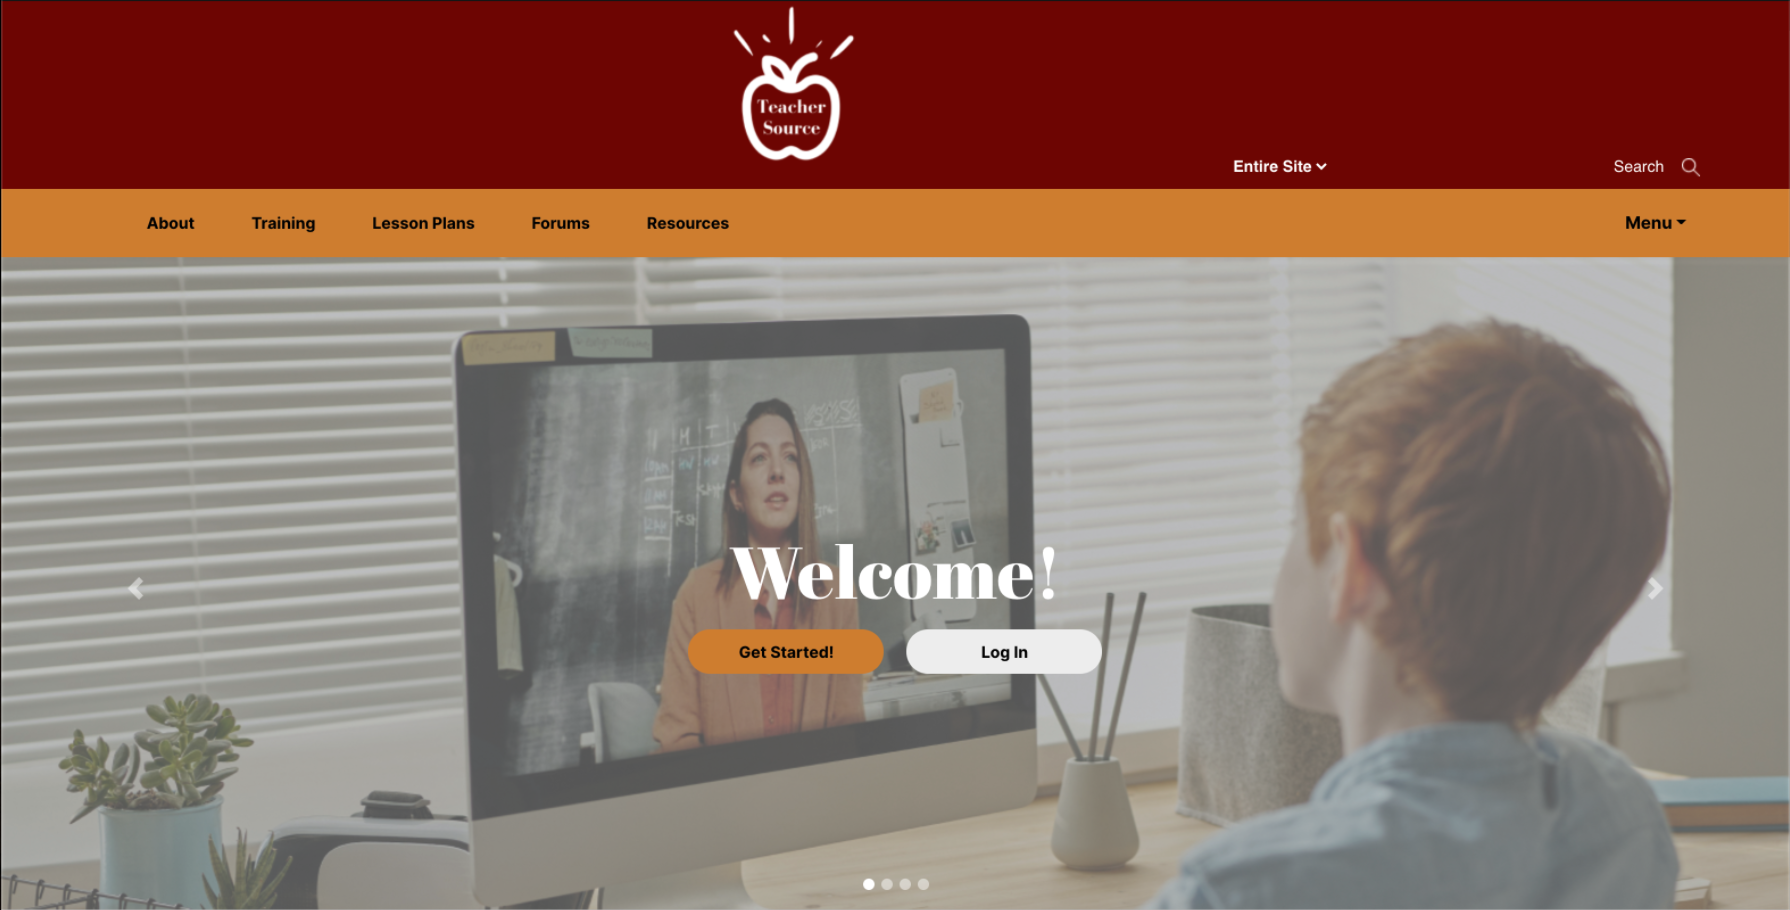 Teacher
Source
Entire Site
Search
About
Training
Lesson Plans
Forums
Resources
Menu
M T W
Welcome!
Get Started!
Log In